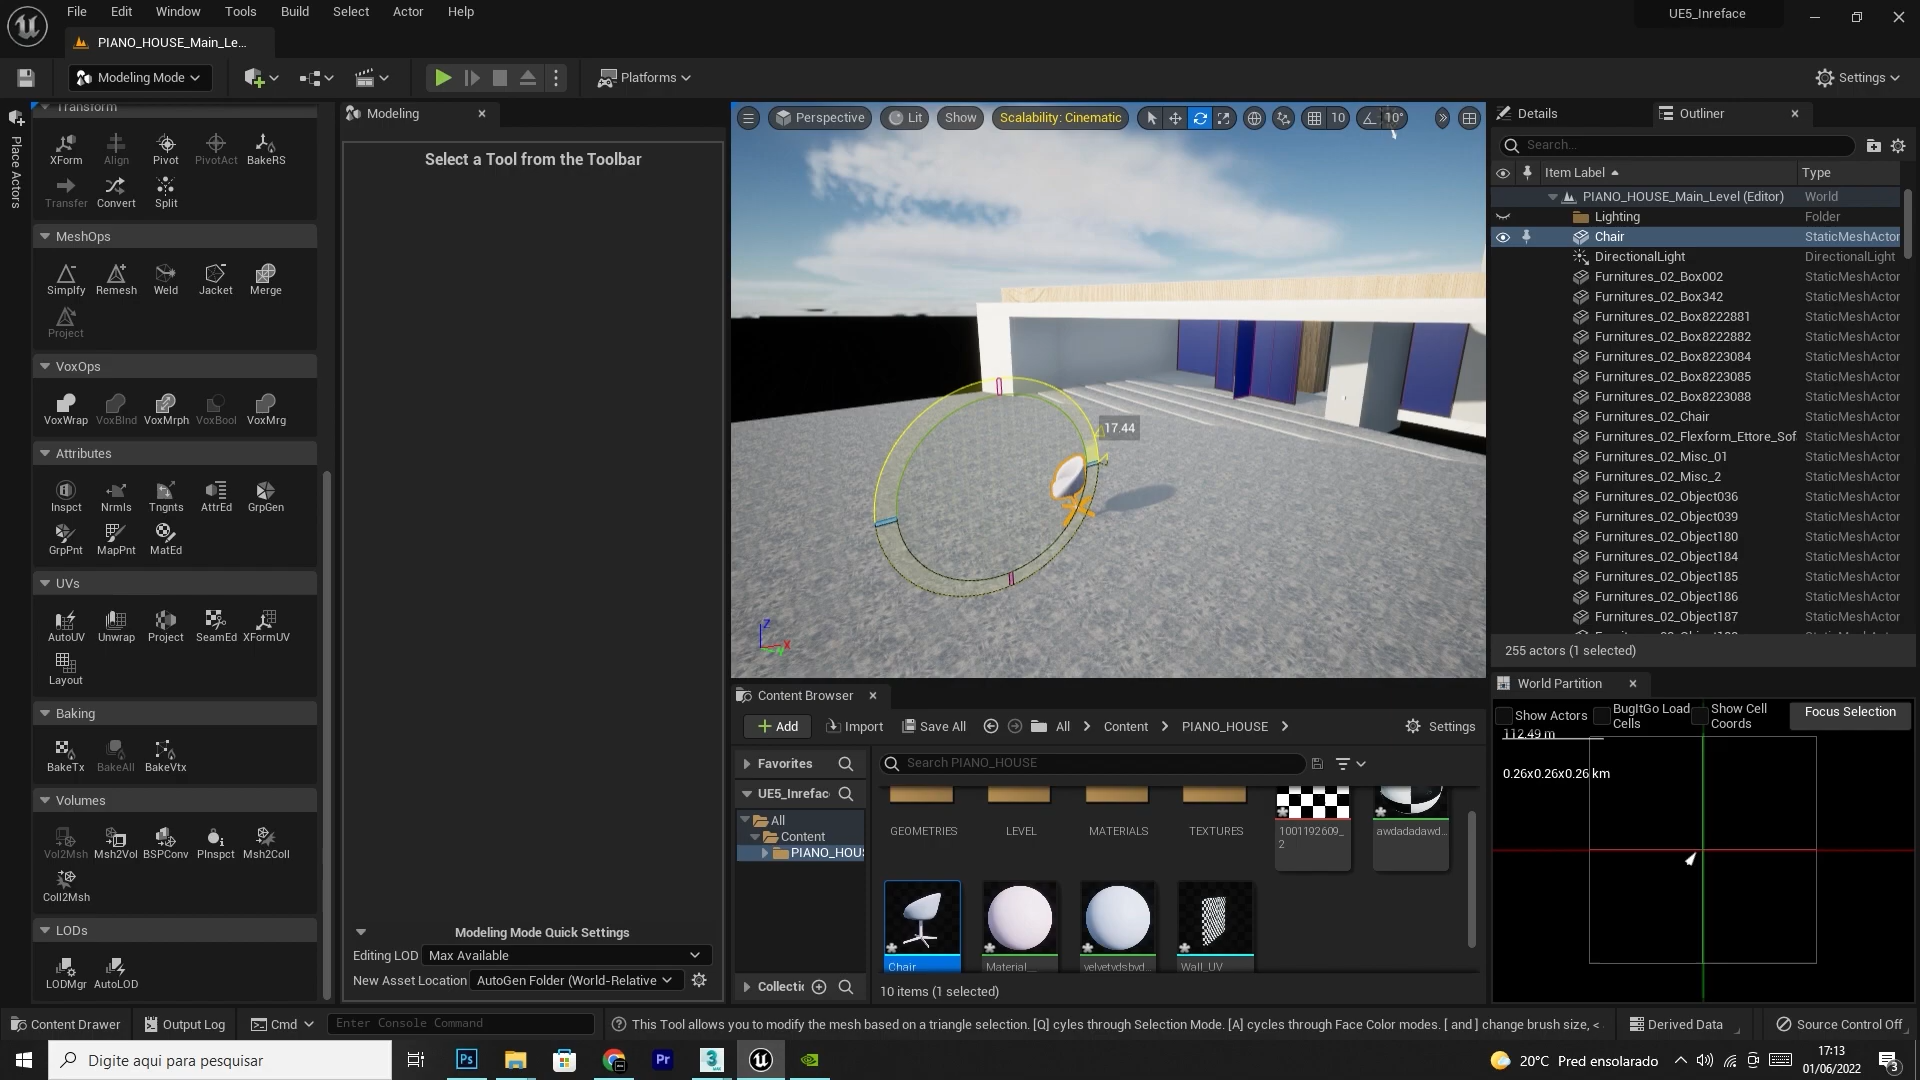 File Edit Window Tools Build Select Actor Help
UE5_Inreface
PIANO_HOUSE_Main_Le...
Modeling Mode
Platforms
Settings
Place Actors
Transform
XForm Align Pivot PivotAct BakeRS
Transfer Convert Split
MeshOps
Simplfy Remesh Weld Jacket Merge
Project
VoxOps
VoxWrap VoxBlnd VoxMrph VoxBool VoxMrg
Attributes
Inspct Nrmls Tngnts AttrEd GrpGen
GrpPnt MapPnt MatEd
UVs
AutoUV Unwrap Project SeamEd XFormUV
Layout
Baking
BakeTx BakeAll BakeVtx
Volumes
Vol2Msh Msh2Vol BSPConv PInspct Msh2Coll
Coll2Msh
LODs
LODMgr AutoLOD
Modeling
Select a Tool from the Toolbar
Modeling Mode Quick Settings
Editing LOD Max Available
New Asset Location AutoGen Folder (World-Relative
Perspective Lit Show Scalability: Cinematic 10 10°
17.44
Z
X
Content Browser
Add Import Save All All Content PIANO_HOUSE Settings
Favorites
Search PIANO_HOUSE
UE5_Inrefac
All
Content
PIANO_HOUS
Collectic
GEOMETRIES LEVEL MATERIALS TEXTURES 1001192609_
2
awdadadawd...
Chair Material_ velvetydsbyd... Wall_UV
10 items (1 selected)
Details Outliner
Search...
Item Label Type
PIANO_HOUSE_Main_Level (Editor) World
Lighting Folder
Chair StaticMeshActor
DirectionalLight DirectionalLight
Furnitures_02_Box002 StaticMeshActor
Furnitures_02_Box342 StaticMeshActor
Furnitures_02_Box8222881 StaticMeshActor
Furnitures_02_Box8222882 StaticMeshActor
Furnitures_02_Box8223084 StaticMeshActor
Furnitures_02_Box8223085 StaticMeshActor
Furnitures_02_Box8223088 StaticMeshActor
Furnitures_02_Chair StaticMeshActor
Furnitures_02_Flexform_Ettore_Sof StaticMeshActor
Furnitures_02_Misc_01 StaticMeshActor
Furnitures_02_Misc_2 StaticMeshActor
Furnitures_02_Object036 StaticMeshActor
Furnitures_02_Object039 StaticMeshActor
Furnitures_02_Object180 StaticMeshActor
Furnitures_02_Object184 StaticMeshActor
Furnitures_02_Object185 StaticMeshActor
Furnitures_02_Object186 StaticMeshActor
Furnitures_02_Object187 StaticMeshActor
255 actors (1 selected)
World Partition
Show Actors BugItGo Load Cells Show Cell Coords Focus Selection
112.49 m
0.26x0.26x0.26 km
Content Drawer Output Log Cmd Enter Console Command This Tool allows you to modify the mesh based on a triangle selection. [Q] cyles through Selection Mode. [A] cycles through Face Color modes. [ and ] change brush size, < Derived Data Source Control Off
Digite aqui para pesquisar
Ps Pr 3
20°C Pred ensolarado
17:13
01/06/2022
3